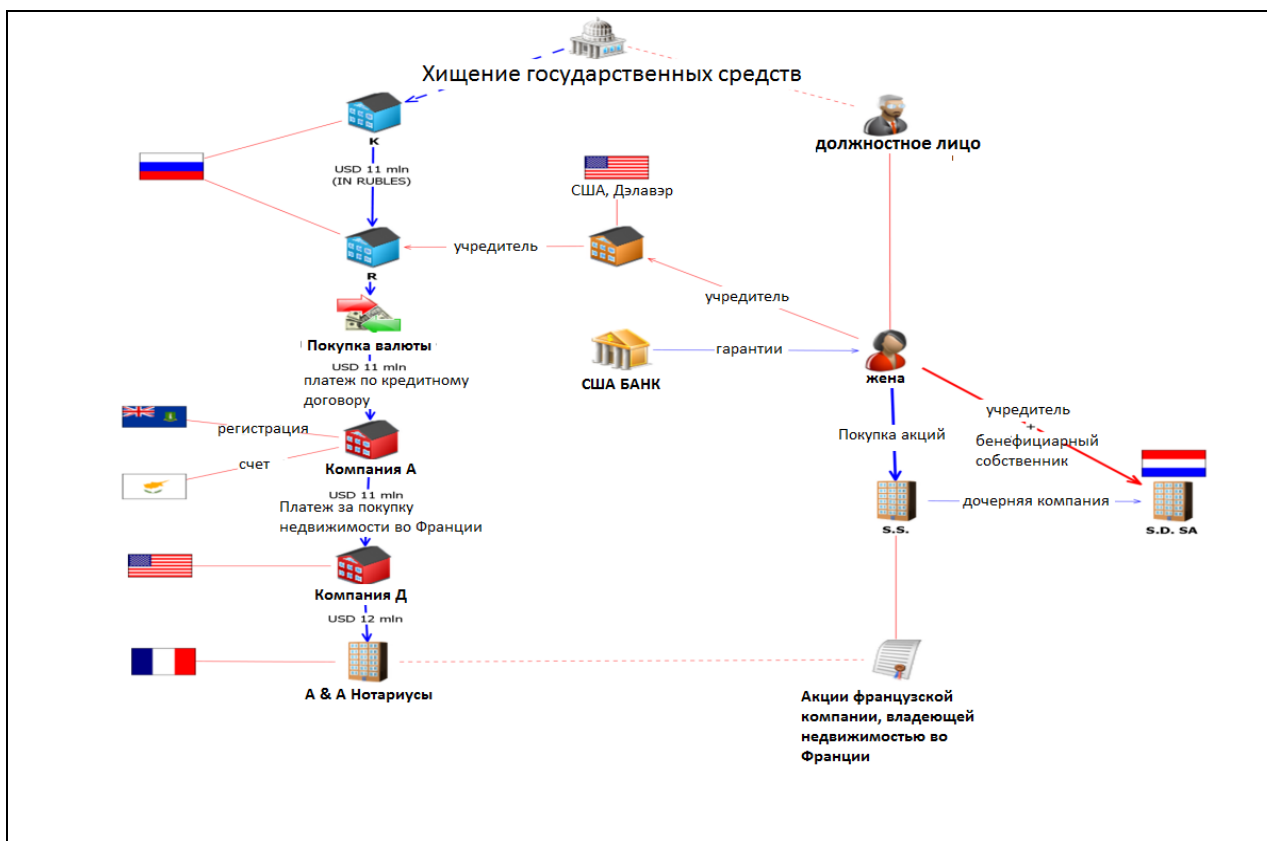 Хищение государственных средств
K
USD 11 mln
(IN RUBLES)
должностное лицо
США, Дэлавэр
учредитель
R
учредитель
Покупка валюты
гарантии
США БАНК
жена
USD 11 mln
платеж по кредитному
договору
учредитель
+
бенефициарный
собственник
Покупка акций
регистрация
счет
Компания А
USD 11 mln
Платеж за покупку
недвижимости во Франции
дочерняя компания
S.S.
S.D. SA
Компания Д
USD 12 mln
А & А Нотариусы
Акции французской
компании, владеющей
недвижимостью во
Франции